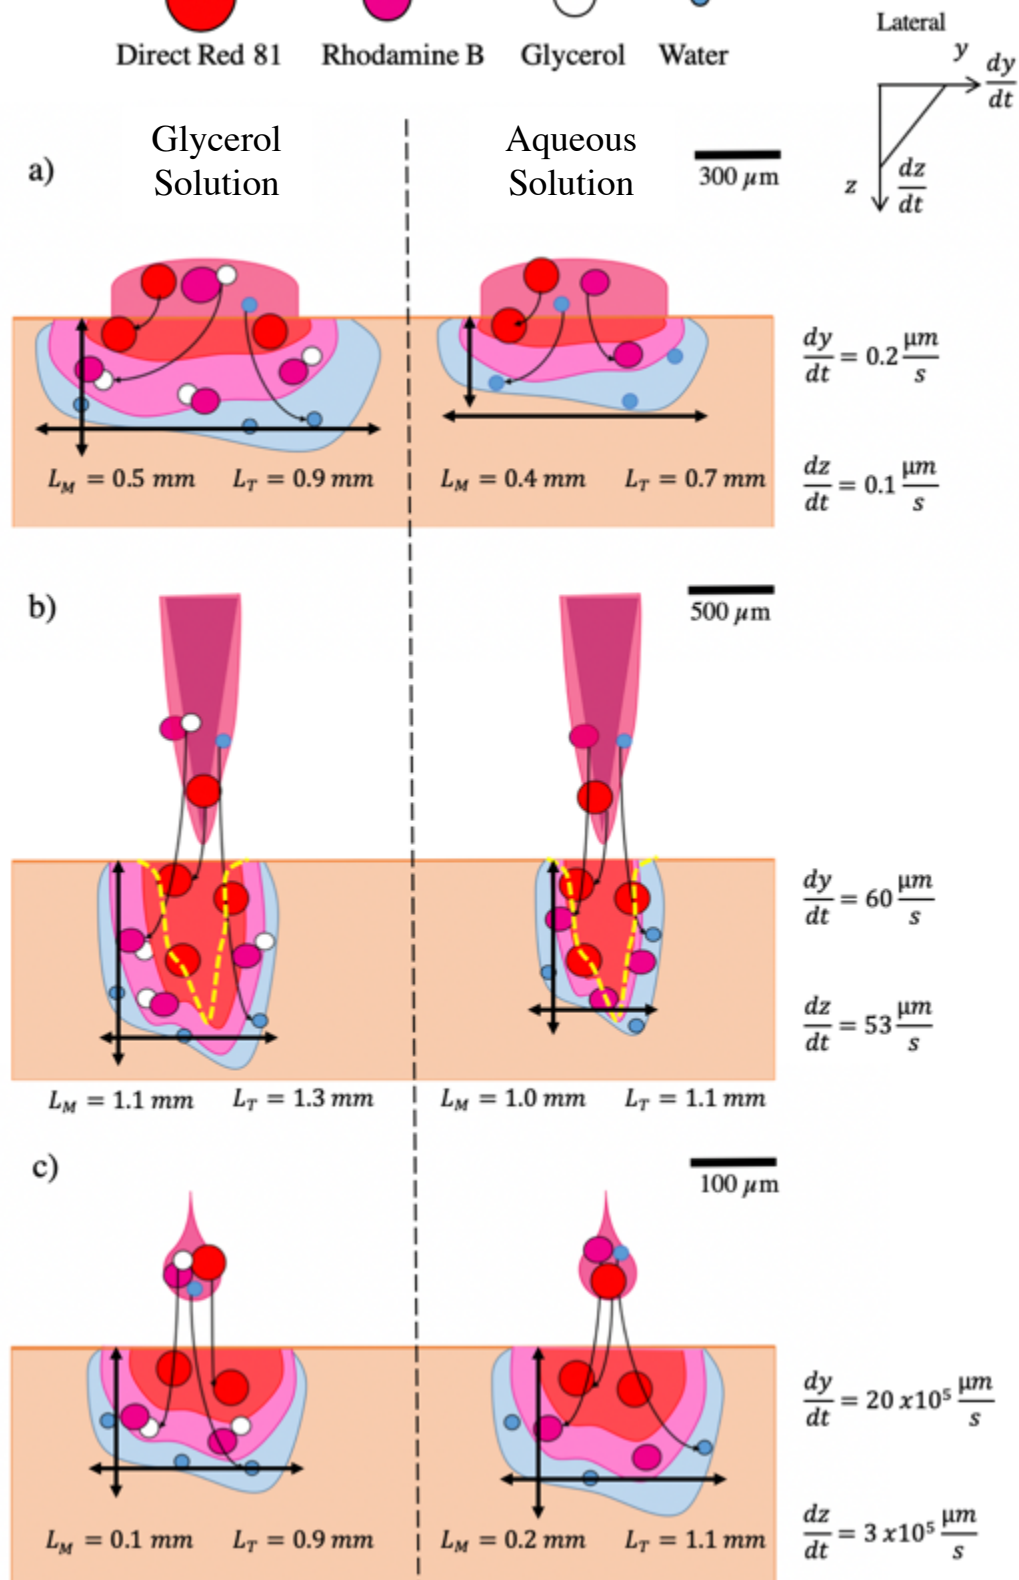 Direct Red 81 Rhodamine B Glycerol Water
Lateral
y
dy/dt
z
dz/dt
Glycerol Solution
Aqueous Solution
a)
300 μm
L_M = 0.5 mm L_T = 0.9 mm
L_M = 0.4 mm L_T = 0.7 mm
dy/dt = 0.2 μm/s
dz/dt = 0.1 μm/s
b)
500 μm
dy/dt = 60 μm/s
dz/dt = 53 μm/s
L_M = 1.1 mm L_T = 1.3 mm
L_M = 1.0 mm L_T = 1.1 mm
c)
100 μm
dy/dt = 20 x10⁵ μm/s
dz/dt = 3 x10⁵ μm/s
L_M = 0.1 mm L_T = 0.9 mm
L_M = 0.2 mm L_T = 1.1 mm